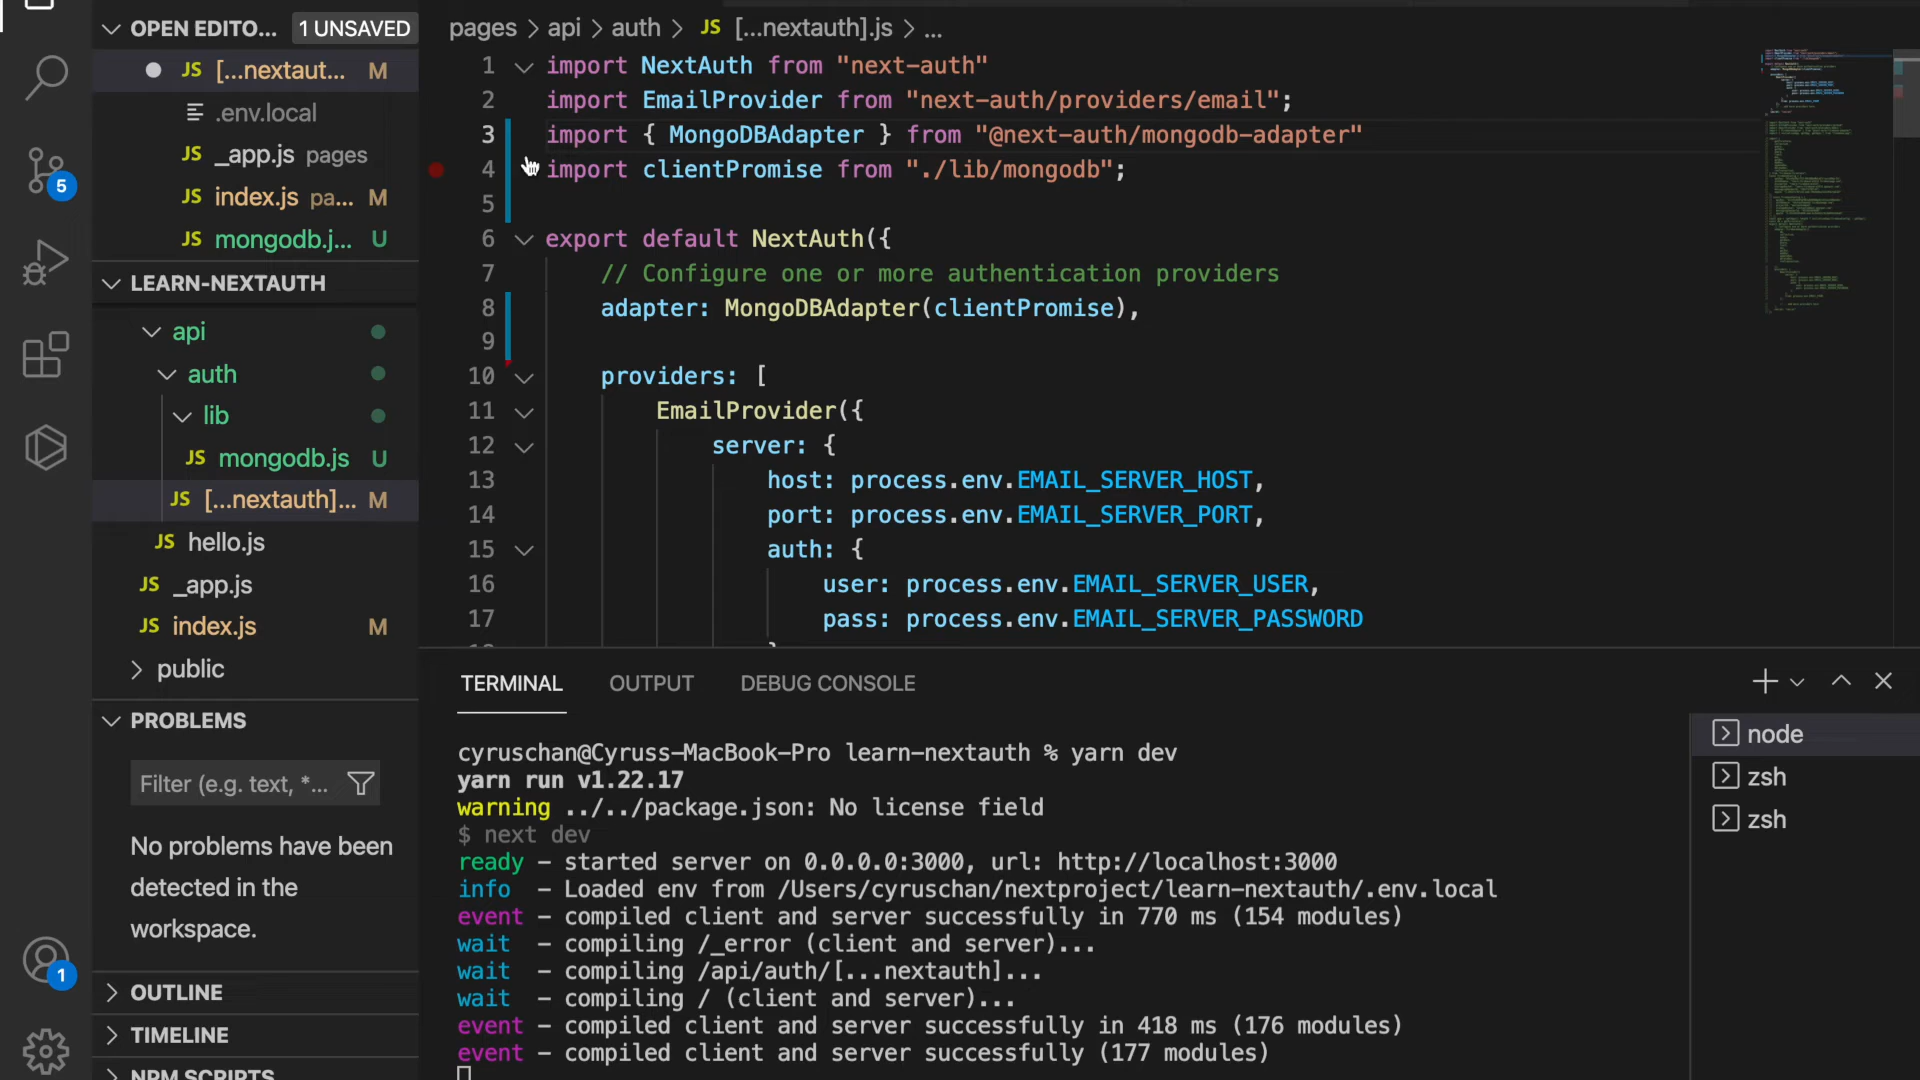 OPEN EDITO... 1 UNSAVED
JS [...nextaut... M
.env.local
JS _app.js pages
JS index.js pa... M
JS mongodb.j... U
LEARN-NEXTAUTH
api
auth
lib
JS mongodb.js U
JS [...nextauth]... M
JS hello.js
JS _app.js
JS index.js M
public
PROBLEMS
Filter (e.g. text, *...
No problems have been
detected in the
workspace.
OUTLINE
TIMELINE
NPM SCRIPTS
5
1
pages > api > auth > JS [...nextauth].js > ...
1 import NextAuth from "next-auth"
2 import EmailProvider from "next-auth/providers/email";
3 import { MongoDBAdapter } from "@next-auth/mongodb-adapter"
4 import clientPromise from "./lib/mongodb";
5
6 export default NextAuth({
7 // Configure one or more authentication providers
8 adapter: MongoDBAdapter(clientPromise),
9
10 providers: [
11 EmailProvider({
12 server: {
13 host: process.env.EMAIL_SERVER_HOST,
14 port: process.env.EMAIL_SERVER_PORT,
15 auth: {
16 user: process.env.EMAIL_SERVER_USER,
17 pass: process.env.EMAIL_SERVER_PASSWORD
TERMINAL OUTPUT DEBUG CONSOLE
cyruschan@Cyruss-MacBook-Pro learn-nextauth % yarn dev
yarn run v1.22.17
warning ../../package.json: No license field
$ next dev
ready - started server on 0.0.0.0:3000, url: http://localhost:3000
info - Loaded env from /Users/cyruschan/nextproject/learn-nextauth/.env.local
event - compiled client and server successfully in 770 ms (154 modules)
wait - compiling /_error (client and server)...
wait - compiling /api/auth/[...nextauth]...
wait - compiling / (client and server)...
event - compiled client and server successfully in 418 ms (176 modules)
event - compiled client and server successfully (177 modules)
node
zsh
zsh